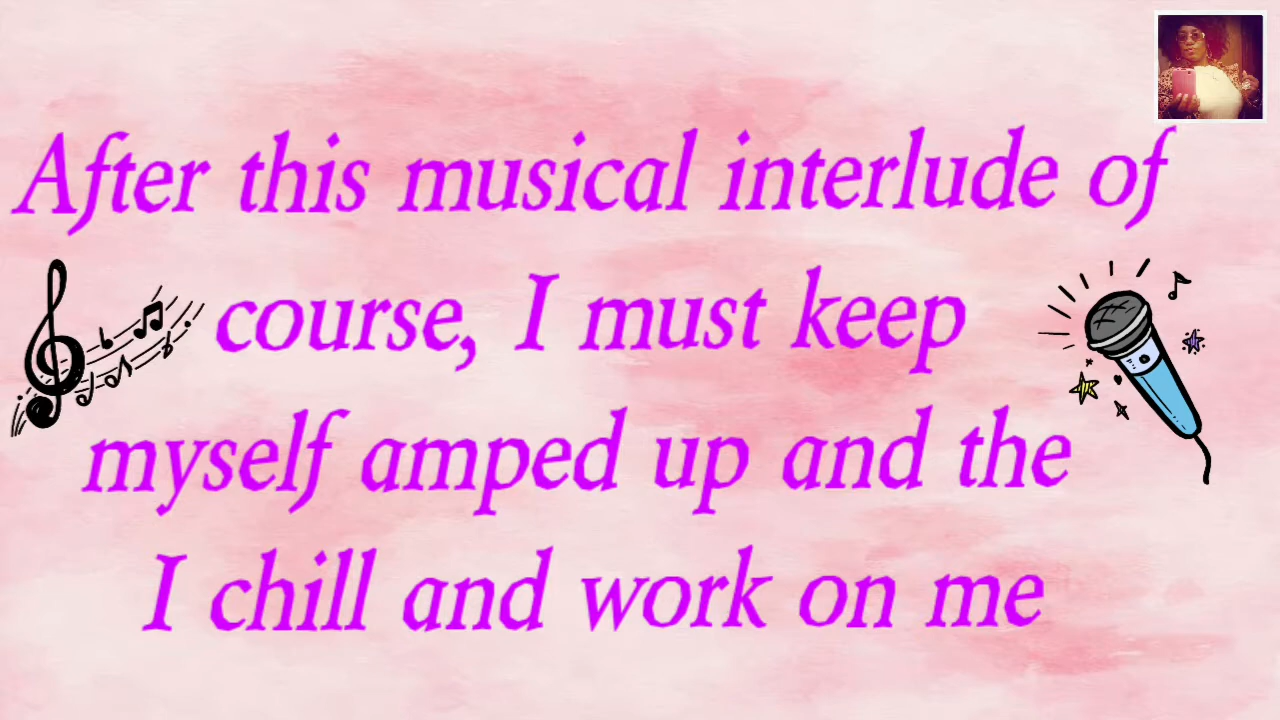 After this musical interlude of
course, I must keep
myself amped up and the
I chill and work on me